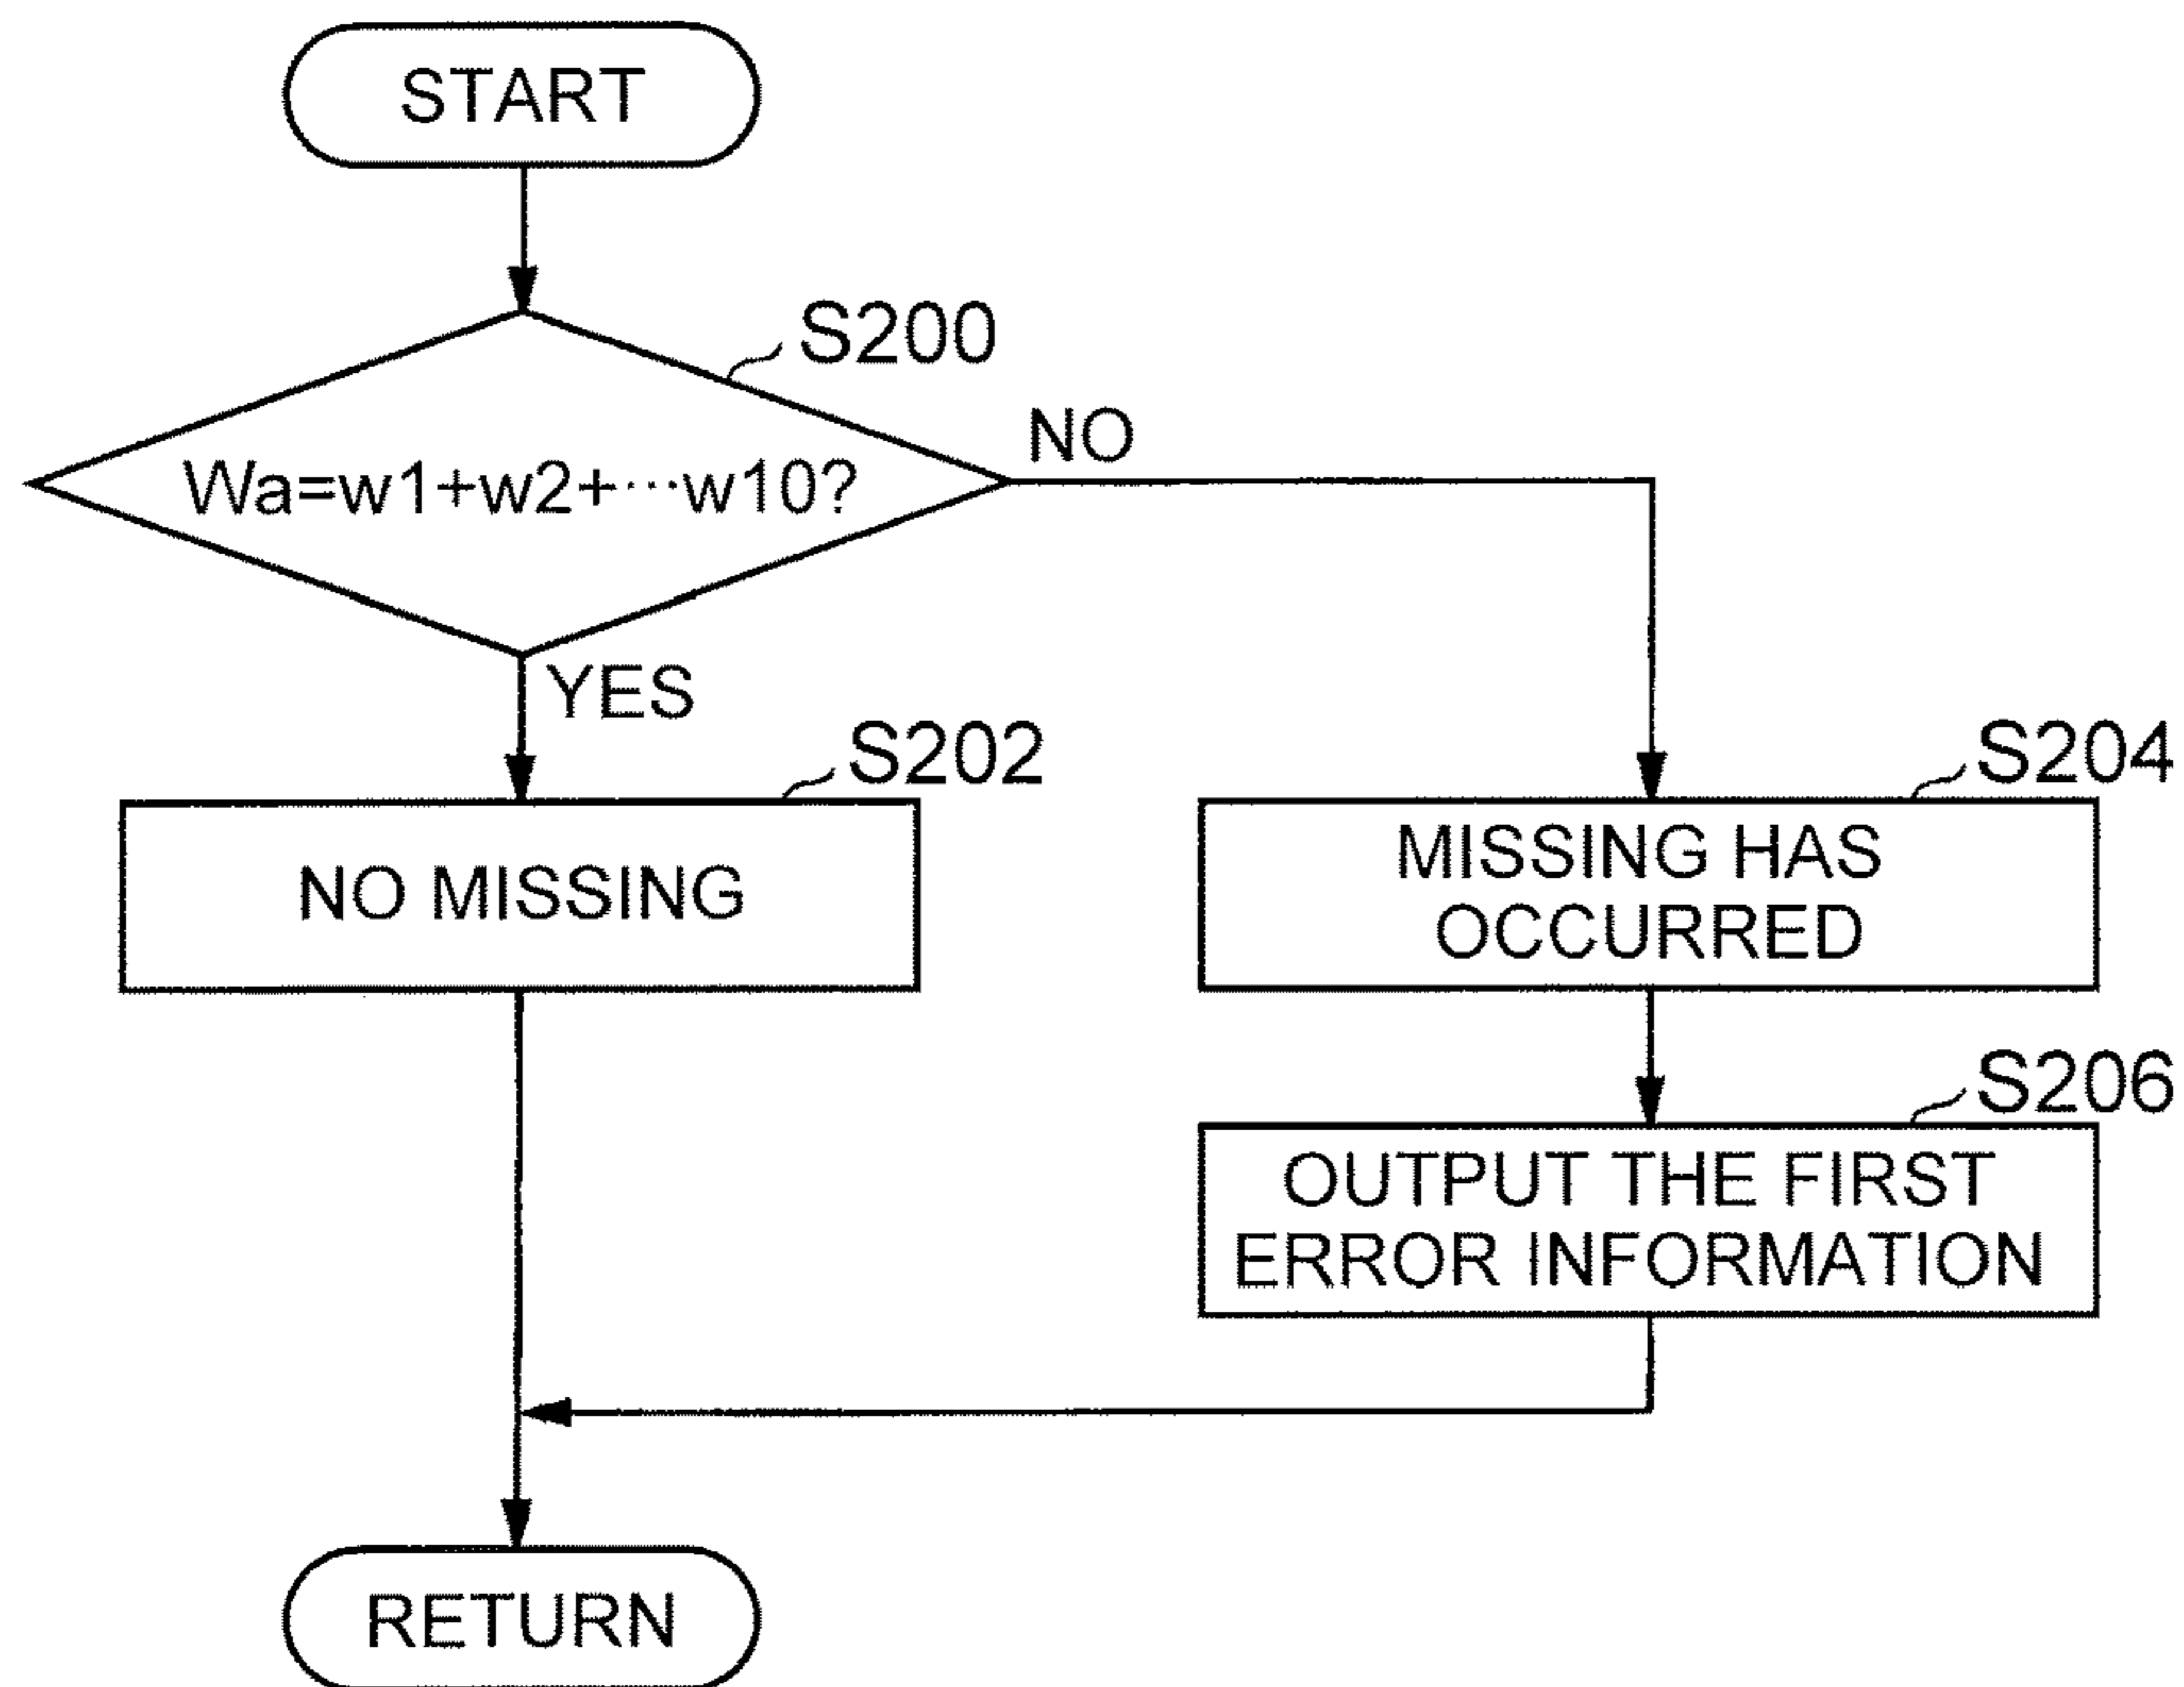 START
S200
NO
Wa=w1+w2+···w10?
YES
S202
S204
NO MISSING
MISSING HAS
OCCURRED
S206
OUTPUT THE FIRST
ERROR INFORMATION
RETURN